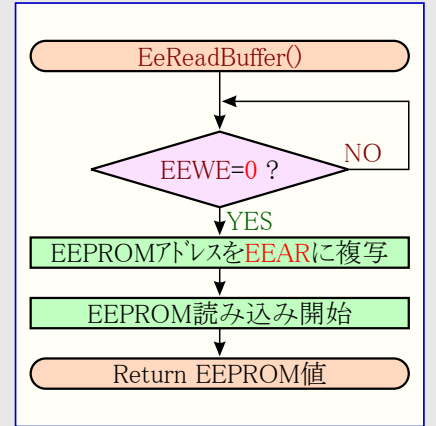 EeReadBuffer()
EEWE=0 ?
NO
YES
EEPROMアドレスをEEARに複写
EEPROM読み込み開始
Return EEPROM値